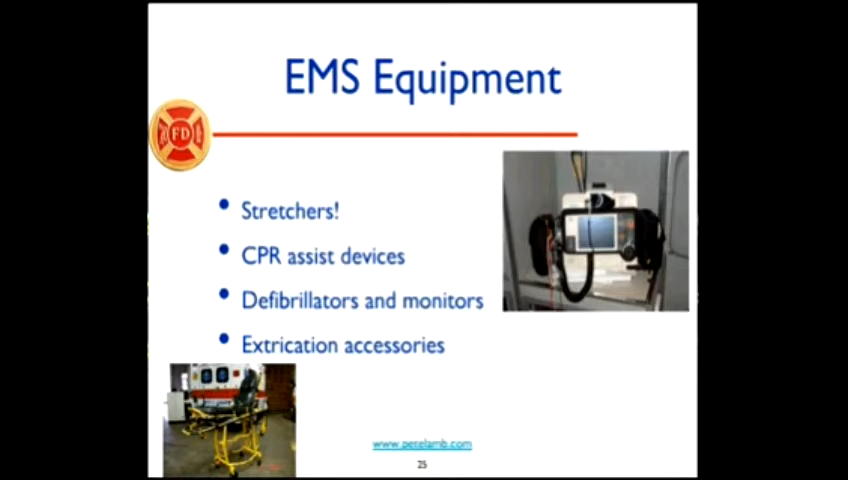 EMS Equipment
FD
• Stretchers!
• CPR assist devices
• Defibrillators and monitors
• Extrication accessories
www.petelamb.com
25